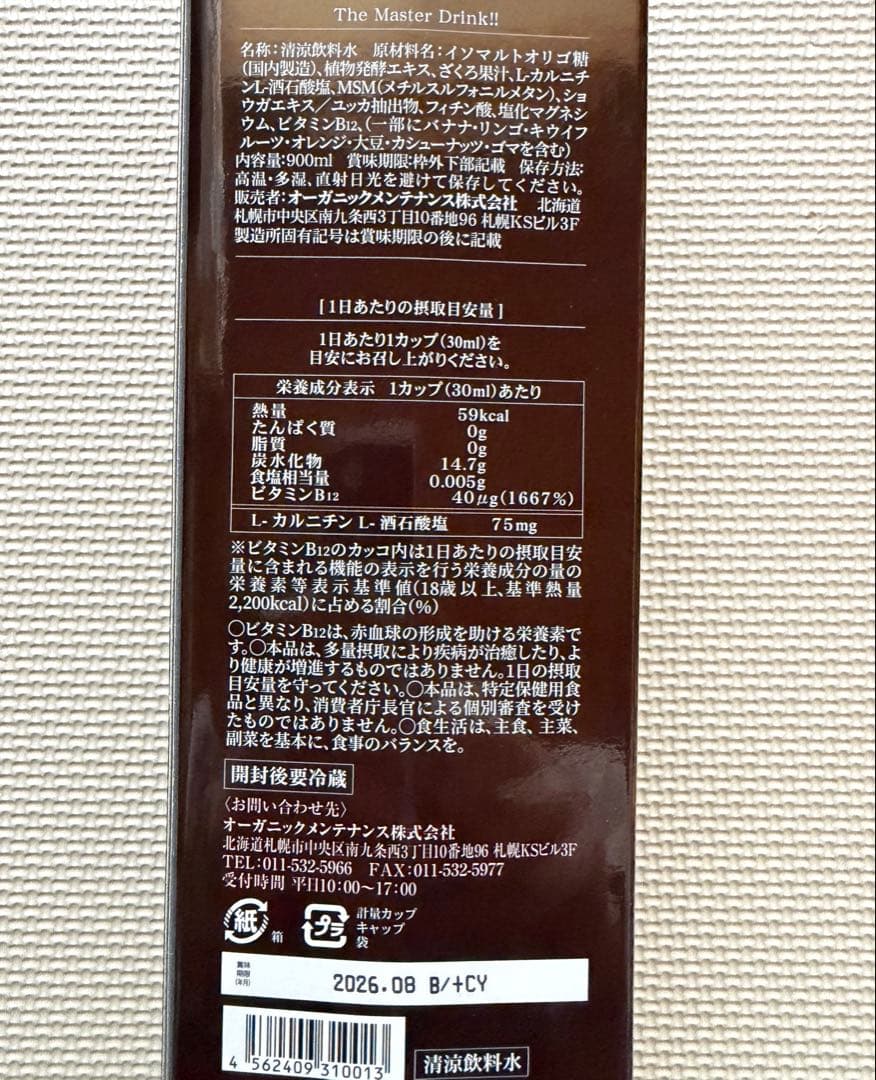 The Master Drink!!
名称：清涼飲料水　原材料名：イソマルトオリゴ糖
（国内製造）、植物発酵エキス、ざくろ果汁、L-カルニチ
ンL-酒石酸塩、MSM（メチルスルフォニルメタン）、ショ
ウガエキス／ユッカ抽出物、フィチン酸、塩化マグネシ
ウム、ビタミンB12、（一部にバナナ・リンゴ・キウイフ
ルーツ・オレンジ・大豆・カシューナッツ・ゴマを含む）
内容量：900ml　賞味期限：枠外下部記載　保存方法：
高温・多湿、直射日光を避けて保存してください。
販売者：オーガニックメンテナンス株式会社　北海道
札幌市中央区南九条西3丁目10番地96 札幌KSビル3F
製造所固有記号は賞味期限の後に記載
［1日あたりの摂取目安量］
1日あたり1カップ（30ml）を
目安にお召し上がりください。
栄養成分表示　1カップ（30ml）あたり
熱量　59kcal
たんぱく質　0g
脂質　0g
炭水化物　14.7g
食塩相当量　0.005g
ビタミンB12　40μg（1667%）
L-カルニチン L-酒石酸塩　75mg
※ビタミンB12のカッコ内は1日あたりの摂取目安
量に含まれる機能の表示を行う栄養成分の量の
栄養素等表示基準値（18歳以上、基準熱量
2,200kcal）に占める割合（%）
〇ビタミンB12は、赤血球の形成を助ける栄養素で
す。〇本品は、多量摂取により疾病が治癒したり、よ
り健康が増進するものではありません。1日の摂取
目安量を守ってください。〇本品は、特定保健用食
品と異なり、消費者庁長官による個別審査を受け
たものではありません。〇食生活は、主食、主菜、
副菜を基本に、食事のバランスを。
開封後要冷蔵
〈お問い合わせ先〉
オーガニックメンテナンス株式会社
北海道札幌市中央区南九条西3丁目10番地96 札幌KSビル3F
TEL：011-532-5966　FAX：011-532-5977
受付時間 平日10：00～17：00
紙 箱 プラ 計量カップ
キャップ
袋
賞味
期限
（年月）
2026.08 B/+CY
4 562409 310013
清涼飲料水